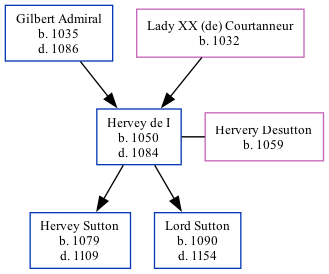 Gilbert Admiral
b. 1035
d. 1086
Lady XX (de) Courtanneur
b. 1032
Hervey de I
b. 1050
d. 1084
Hervery Desutton
b. 1059
Hervey Sutton
b. 1079
d. 1109
Lord Sutton
b. 1090
d. 1154